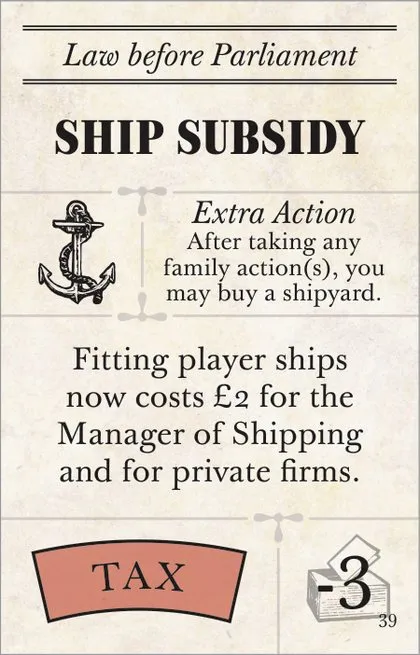 Law before Parliament
SHIP SUBSIDY
Extra Action
After taking any
family action(s), you
may buy a shipyard.
Fitting player ships
now costs £2 for the
Manager of Shipping
and for private firms.
TAX
-3
39